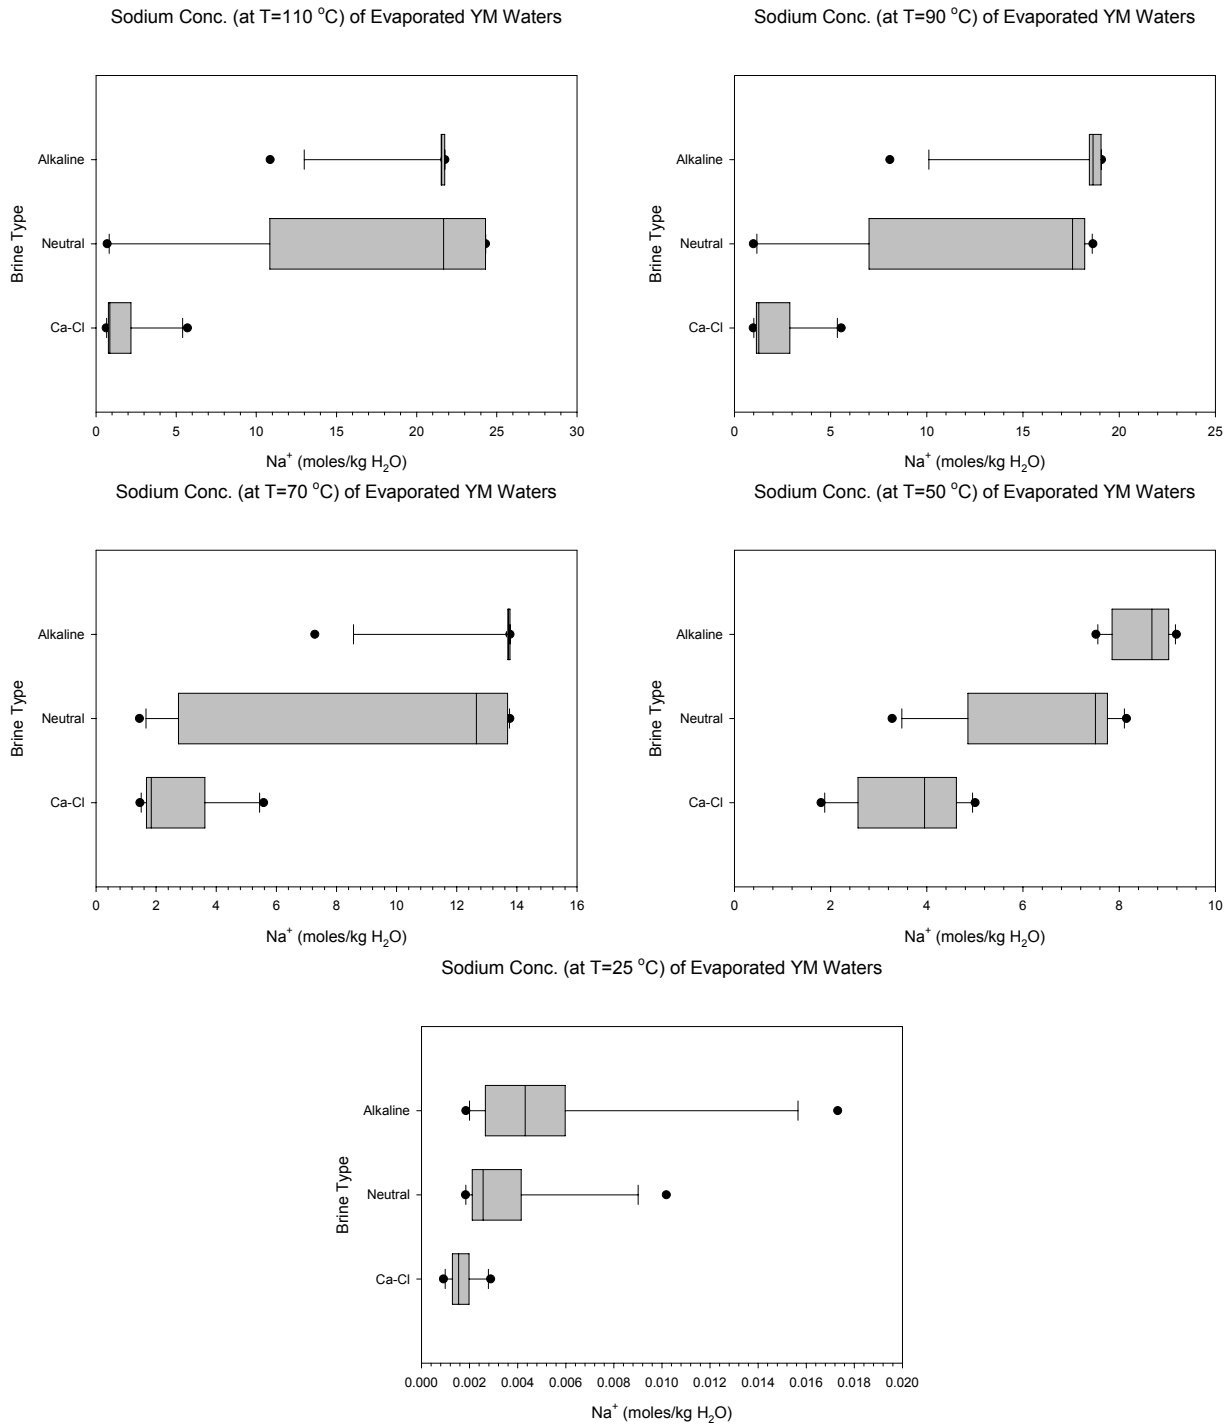 Sodium Conc. (at T=110 °C) of Evaporated YM Waters
Brine Type
Alkaline
Neutral
Ca-Cl
0 5 10 15 20 25 30
Na⁺ (moles/kg H₂O)
Sodium Conc. (at T=90 °C) of Evaporated YM Waters
Brine Type
Alkaline
Neutral
Ca-Cl
0 5 10 15 20 25
Na⁺ (moles/kg H₂O)
Sodium Conc. (at T=70 °C) of Evaporated YM Waters
Brine Type
Alkaline
Neutral
Ca-Cl
0 2 4 6 8 10 12 14 16
Na⁺ (moles/kg H₂O)
Sodium Conc. (at T=50 °C) of Evaporated YM Waters
Brine Type
Alkaline
Neutral
Ca-Cl
0 2 4 6 8 10
Na⁺ (moles/kg H₂O)
Sodium Conc. (at T=25 °C) of Evaporated YM Waters
Brine Type
Alkaline
Neutral
Ca-Cl
0.000 0.002 0.004 0.006 0.008 0.010 0.012 0.014 0.016 0.018 0.020
Na⁺ (moles/kg H₂O)